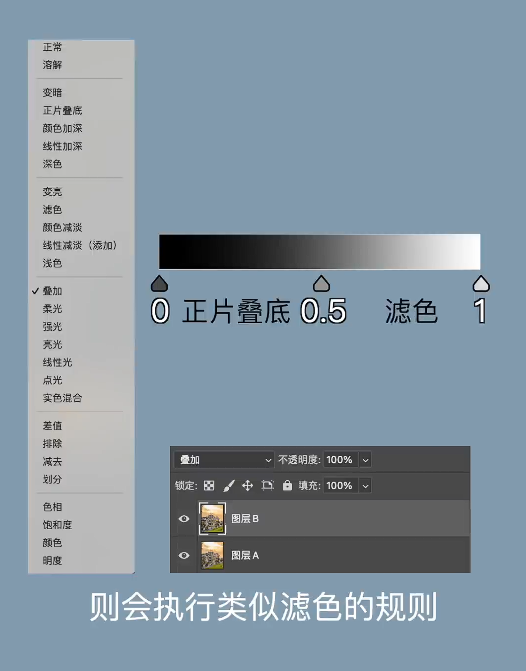 正常
溶解
变暗
正片叠底
颜色加深
线性加深
深色
变亮
滤色
颜色减淡
线性减淡（添加）
浅色
叠加
柔光
强光
亮光
线性光
点光
实色混合
差值
排除
减去
划分
色相
饱和度
颜色
明度
0 正片叠底 0.5 滤色 1
叠加 不透明度: 100%
锁定: 填充: 100%
图层 B
图层 A
则会执行类似滤色的规则